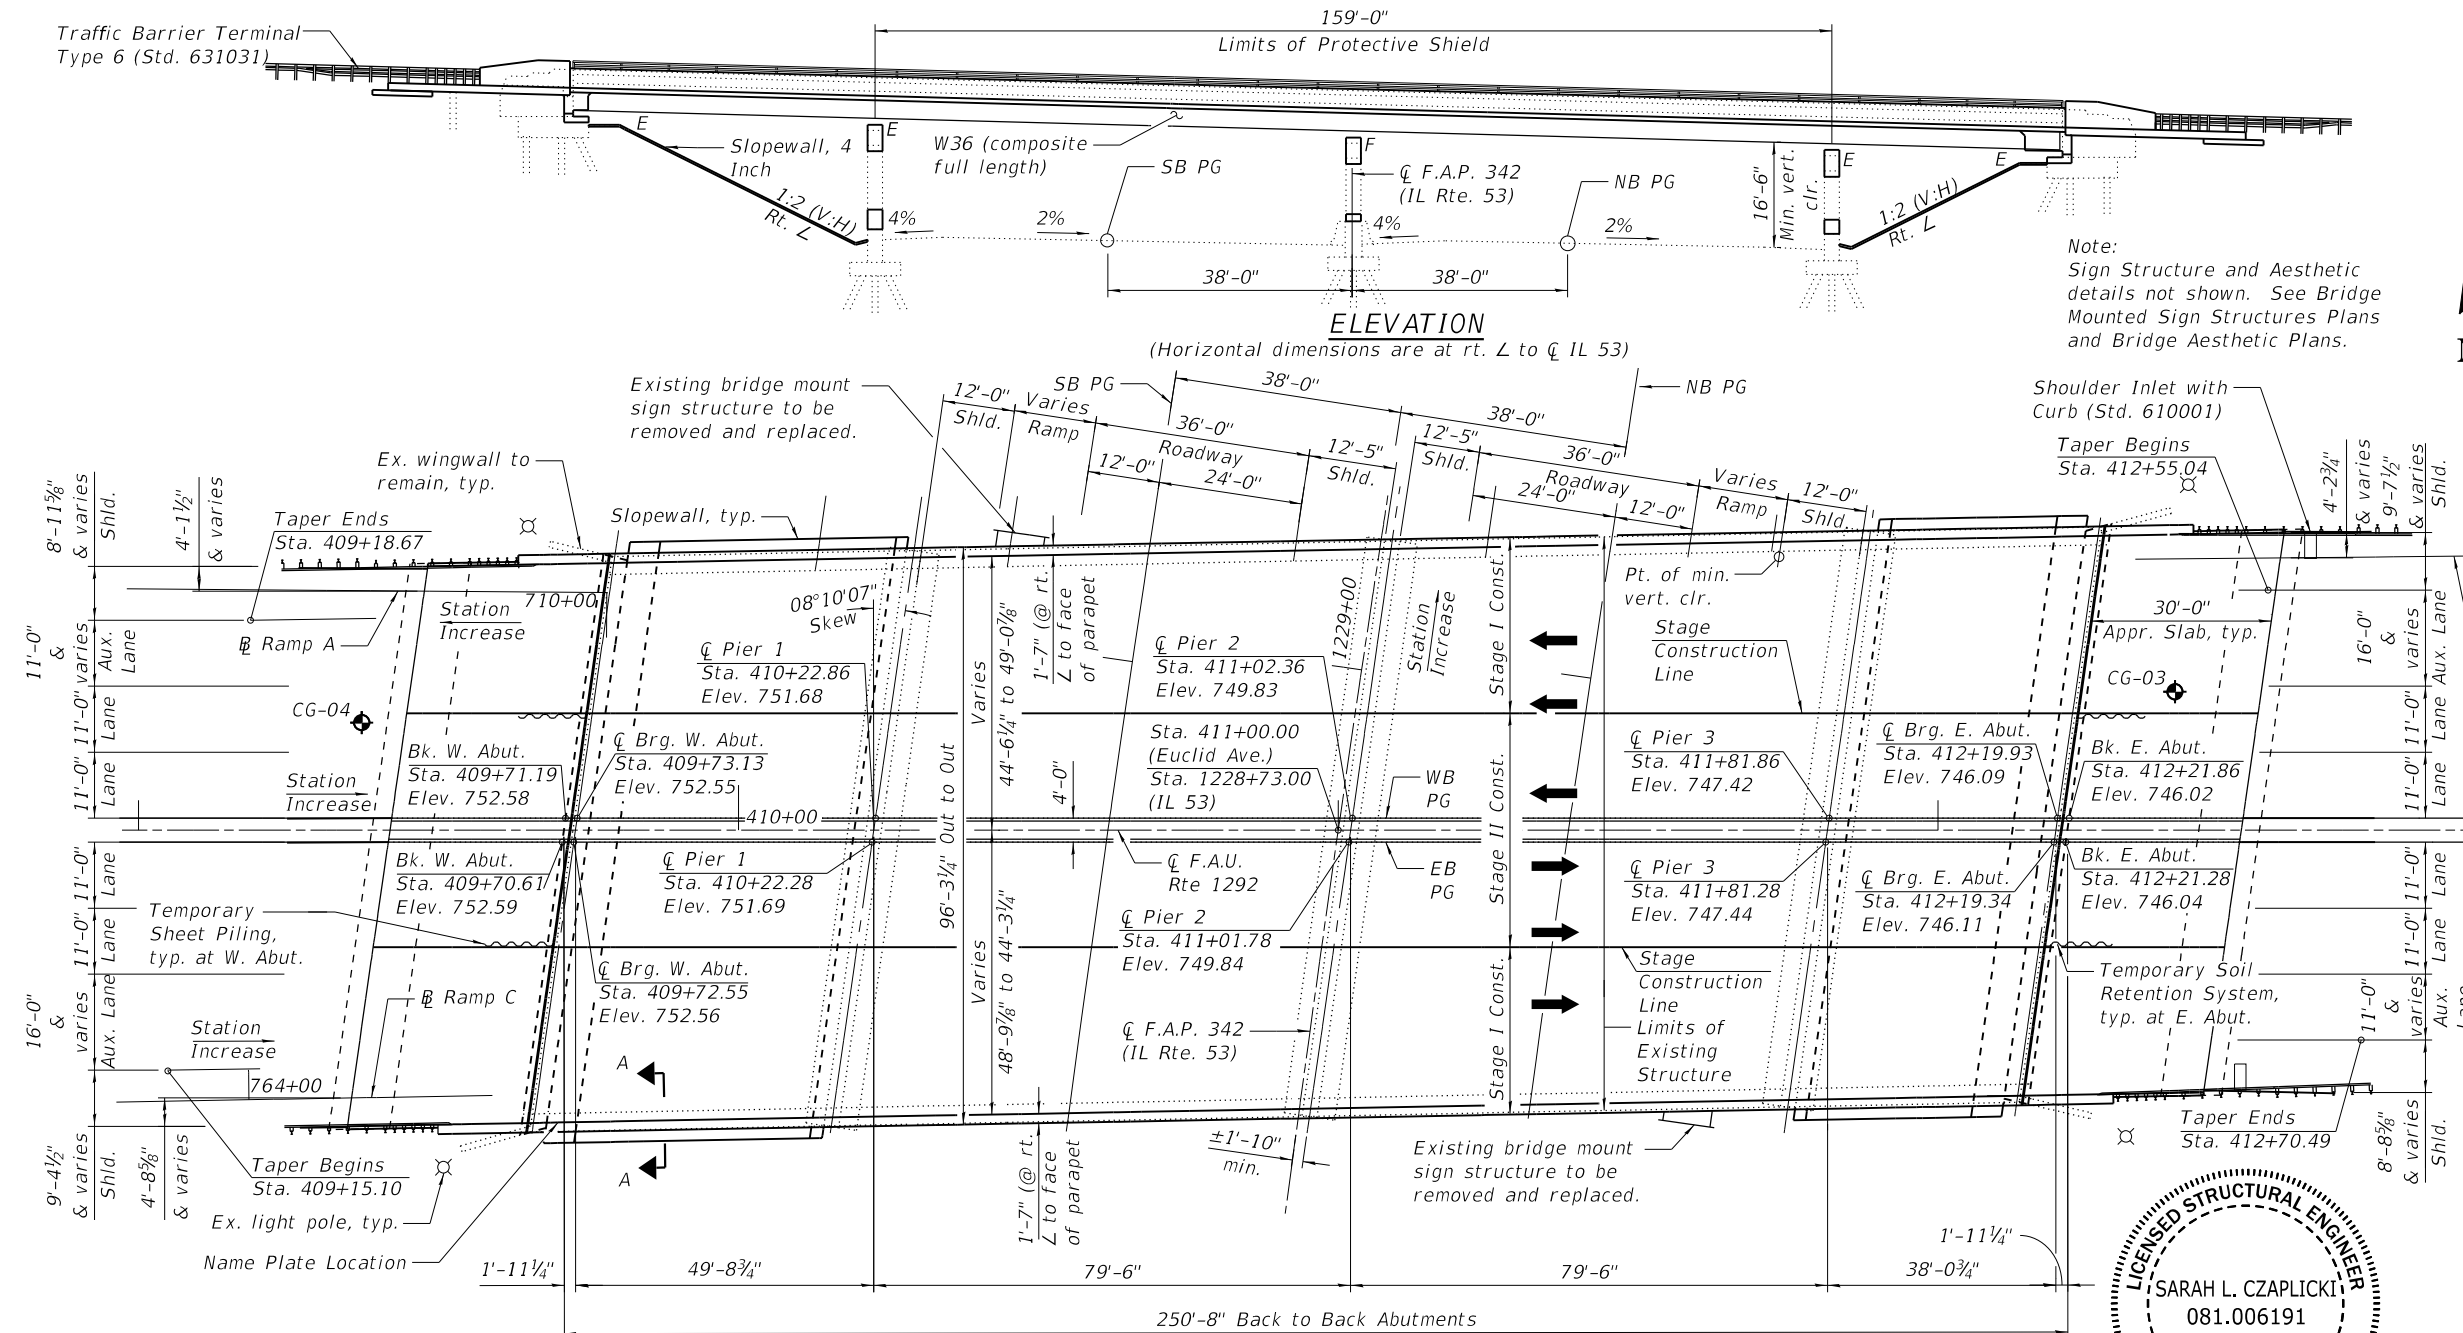 Traffic Barrier Terminal
Type 6 (Std. 631031)
159'-0"
Limits of Protective Shield
E
Slopewall, 4
Inch
E
W36 (composite
full length)
SB PG
F
℄ F.A.P. 342
(IL Rte. 53)
NB PG
16'-6"
Min. vert.
clr.
E
E
1:2 (V:H)
Rt. ∠
4%
2%
4%
2%
1:2 (V:H)
Rt. ∠
38'-0"
38'-0"
Note:
Sign Structure and Aesthetic
details not shown. See Bridge
Mounted Sign Structures Plans
and Bridge Aesthetic Plans.
ELEVATION
(Horizontal dimensions are at rt. ∠ to ℄ IL 53)
Existing bridge mount
sign structure to be
removed and replaced.
12'-0"
Shld.
Varies
Ramp
SB PG
38'-0"
38'-0"
NB PG
36'-0"
Roadway
12'-0"
24'-0"
12'-5"
Shld.
12'-5"
Shld.
36'-0"
Roadway
24'-0"
12'-0"
Varies
Ramp
12'-0"
Shld.
Shoulder Inlet with
Curb (Std. 610001)
Taper Begins
Sta. 412+55.04
4'-2¾"
& varies
9'-7½"
& varies
Shld.
8'-11⅝"
& varies
Shld.
4'-1½"
& varies
Ex. wingwall to
remain, typ.
Taper Ends
Sta. 409+18.67
Slopewall, typ.
Station
Increase
710+00
℄ Ramp A
08°10'07"
Skew
1'-7" (@ rt.
∠ to face
of parapet
Varies
44'-6¼" to 49'-0⅞"
℄ Pier 1
Sta. 410+22.86
Elev. 751.68
℄ Pier 2
Sta. 411+02.36
Elev. 749.83
1229+00
Station
Increase
Stage I Const.
Pt. of min.
vert. clr.
Stage
Construction
Line
30'-0"
Appr. Slab, typ.
CG-03
16'-0"
&
varies
Aux. Lane
11'-0"
Lane
11'-0"
Lane
11'-0"
&
varies
Aux.
Lane
11'-0"
Lane
11'-0"
Lane
CG-04
Bk. W. Abut.
Sta. 409+71.19
Elev. 752.58
℄ Brg. W. Abut.
Sta. 409+73.13
Elev. 752.55
Sta. 411+00.00
(Euclid Ave.)
Sta. 1228+73.00
(IL 53)
4'-0"
WB
PG
℄ Pier 3
Sta. 411+81.86
Elev. 747.42
℄ Brg. E. Abut.
Sta. 412+19.93
Elev. 746.09
Bk. E. Abut.
Sta. 412+21.86
Elev. 746.02
Station
Increase
410+00
96'-3¼" Out to Out
Stage II Const.
Bk. W. Abut.
Sta. 409+70.61
Elev. 752.59
℄ Pier 1
Sta. 410+22.28
Elev. 751.69
℄ F.A.U.
Rte 1292
EB
PG
℄ Pier 3
Sta. 411+81.28
Elev. 747.44
℄ Brg. E. Abut.
Sta. 412+19.34
Elev. 746.11
Bk. E. Abut.
Sta. 412+21.28
Elev. 746.04
11'-0"
Lane
11'-0"
Lane
16'-0"
&
varies
Aux. Lane
Temporary
Sheet Piling,
typ. at W. Abut.
℄ Pier 2
Sta. 411+01.78
Elev. 749.84
℄ Brg. W. Abut.
Sta. 409+72.55
Elev. 752.56
Varies
48'-9⅞" to 44'-3¼"
Stage
Construction
Line
Limits of
Existing
Structure
Stage I Const.
Temporary Soil
Retention System,
typ. at E. Abut.
11'-0"
Lane
11'-0"
Lane
11'-0"
&
varies
Aux.
℄ Ramp C
Station
Increase
764+00
℄ F.A.P. 342
(IL Rte. 53)
A
A
9'-4½"
& varies
Shld.
4'-8⅝"
& varies
Taper Begins
Sta. 409+15.10
Ex. light pole, typ.
Name Plate Location
1'-7" (@ rt.
∠ to face
of parapet
±1'-10"
min.
Existing bridge mount
sign structure to be
removed and replaced.
Taper Ends
Sta. 412+70.49
8'-8⅝"
& varies
Shld.
1'-11¼"
49'-8¾"
79'-6"
79'-6"
38'-0¾"
1'-11¼"
250'-8" Back to Back Abutments
LICENSED STRUCTURAL ENGINEER
SARAH L. CZAPLICKI
081.006191